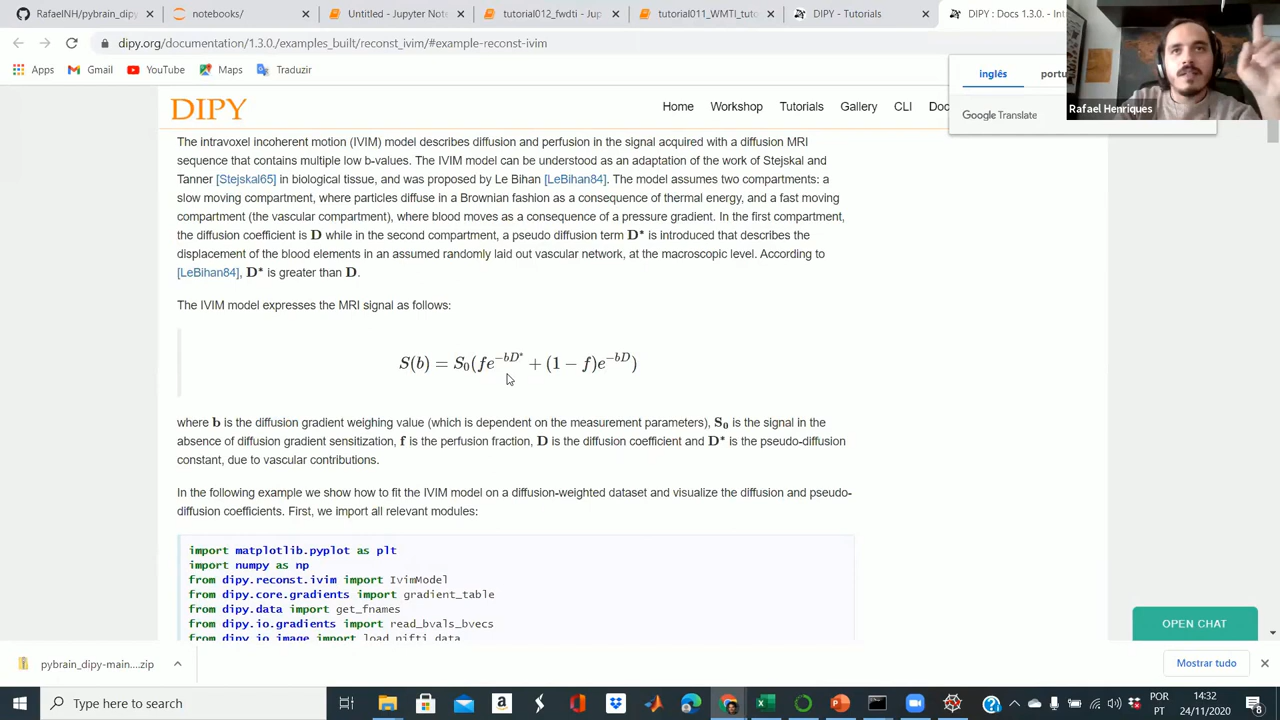 RafaelNH/pybrain_dipy
notebooks/
Untitled - Jupyter Note
tutorial012_fwdti - Jup
tutorial011_WMTI_tuto
DIPY - Tutorials
DIPY : Docs 1.3.0. - Int
dipy.org/documentation/1.3.0./examples_built/reconst_ivim/#example-reconst-ivim
Apps
Gmail
YouTube
Maps
Traduzir
inglês
portu
Google Translate
Rafael Henriques
DIPY
Home
Workshop
Tutorials
Gallery
CLI
Doc
The intravoxel incoherent motion (IVIM) model describes diffusion and perfusion in the signal acquired with a diffusion MRI
sequence that contains multiple low b-values. The IVIM model can be understood as an adaptation of the work of Stejskal and
Tanner [Stejskal65] in biological tissue, and was proposed by Le Bihan [LeBihan84]. The model assumes two compartments: a
slow moving compartment, where particles diffuse in a Brownian fashion as a consequence of thermal energy, and a fast moving
compartment (the vascular compartment), where blood moves as a consequence of a pressure gradient. In the first compartment,
the diffusion coefficient is D while in the second compartment, a pseudo diffusion term D* is introduced that describes the
displacement of the blood elements in an assumed randomly laid out vascular network, at the macroscopic level. According to
[LeBihan84], D* is greater than D.
The IVIM model expresses the MRI signal as follows:
S(b) = S₀(fe^{-bD*} + (1 − f)e^{-bD})
where b is the diffusion gradient weighing value (which is dependent on the measurement parameters), S₀ is the signal in the
absence of diffusion gradient sensitization, f is the perfusion fraction, D is the diffusion coefficient and D* is the pseudo-diffusion
constant, due to vascular contributions.
In the following example we show how to fit the IVIM model on a diffusion-weighted dataset and visualize the diffusion and pseudo-
diffusion coefficients. First, we import all relevant modules:
import matplotlib.pyplot as plt
import numpy as np
from dipy.reconst.ivim import IvimModel
from dipy.core.gradients import gradient_table
from dipy.data import get_fnames
from dipy.io.gradients import read_bvals_bvecs
from dipy.io.image import load_nifti_data
OPEN CHAT
pybrain_dipy-main....zip
Mostrar tudo
Type here to search
POR
PT
14:32
24/11/2020
8